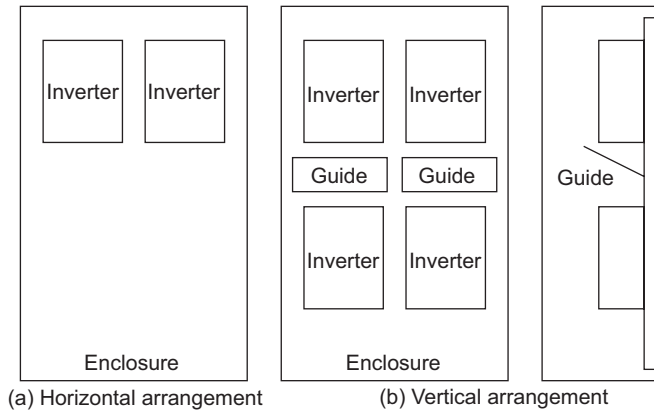 Inverter Inverter
Enclosure
(a) Horizontal arrangement
Inverter Inverter
Guide Guide
Inverter Inverter
Enclosure
Guide
(b) Vertical arrangement